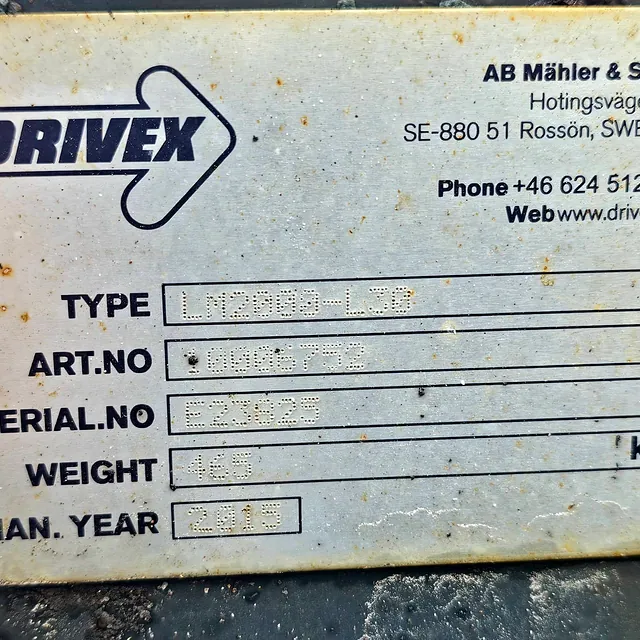 DRIVEX
AB Mähler & S
Hotingsväge
SE-880 51 Rossön, SWE
Phone +46 624 512
Web www.driv
TYPE LM2000-L30
ART.NO 10006752
ERIAL.NO E23625
WEIGHT 465 k
AN. YEAR 2015